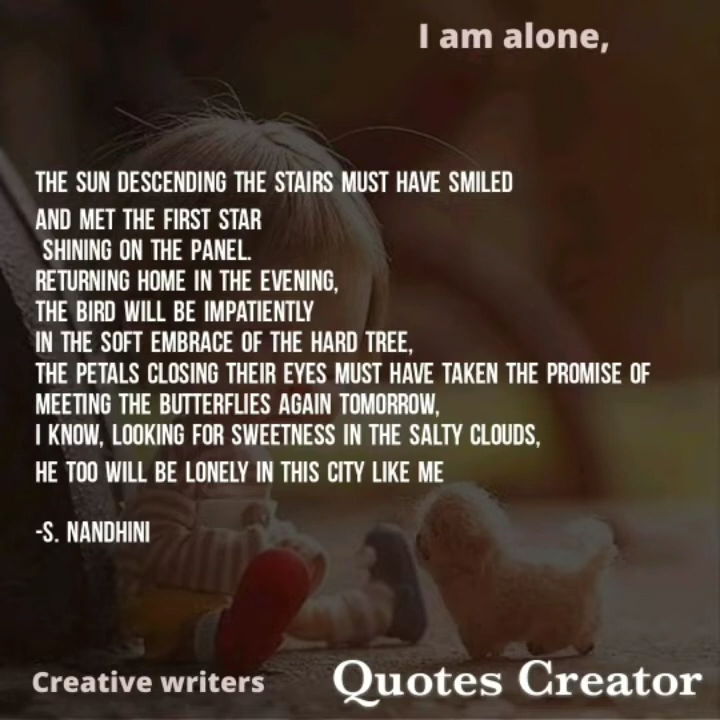 I am alone,
THE SUN DESCENDING THE STAIRS MUST HAVE SMILED
AND MET THE FIRST STAR
SHINING ON THE PANEL.
RETURNING HOME IN THE EVENING,
THE BIRD WILL BE IMPATIENTLY
IN THE SOFT EMBRACE OF THE HARD TREE,
THE PETALS CLOSING THEIR EYES MUST HAVE TAKEN THE PROMISE OF
MEETING THE BUTTERFLIES AGAIN TOMORROW,
I KNOW, LOOKING FOR SWEETNESS IN THE SALTY CLOUDS,
HE TOO WILL BE LONELY IN THIS CITY LIKE ME
-S. NANDHINI
Creative writers
Quotes Creator